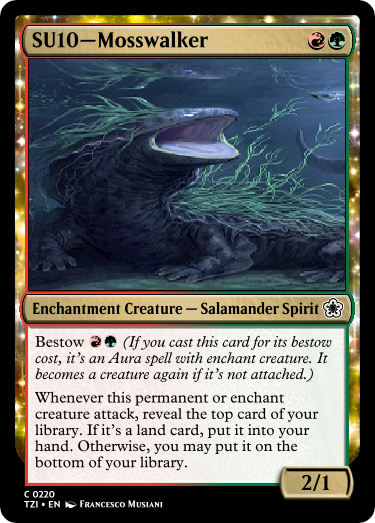 SU10—Mosswalker
Enchantment Creature — Salamander Spirit
Bestow (If you cast this card for its bestow
cost, it's an Aura spell with enchant creature. It
becomes a creature again if it's not attached.)
Whenever this permanent or enchant
creature attack, reveal the top card of your
library. If it's a land card, put it into your
hand. Otherwise, you may put it on the
bottom of your library.
2/1
C 0220
TZI • EN Francesco Musiani